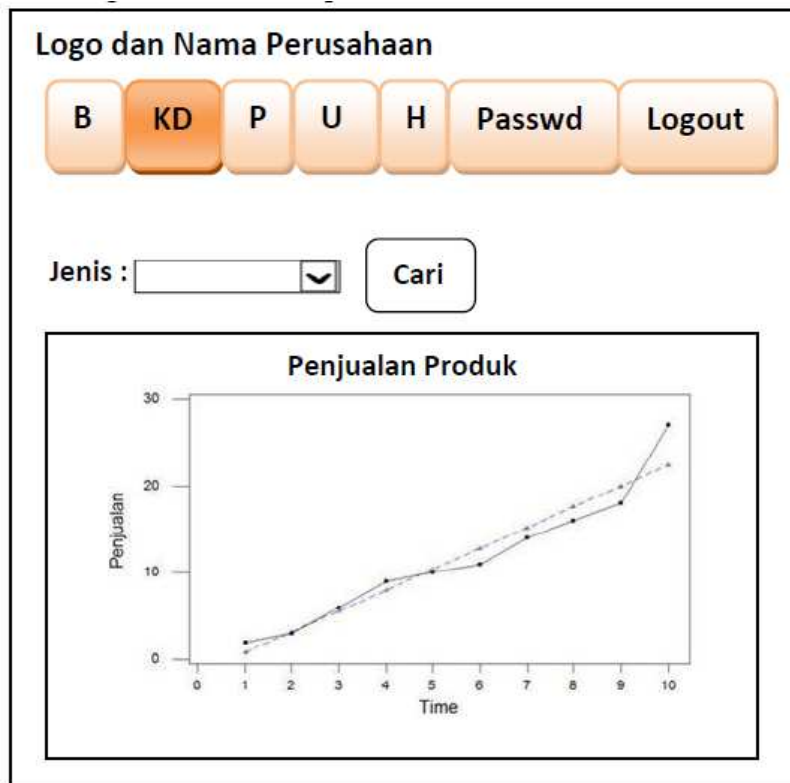 Logo dan Nama Perusahaan
B KD P U H Passwd Logout
Jenis : Cari
Penjualan Produk
30
20
10
0
Penjualan
0 1 2 3 4 5 6 7 8 9 10
Time